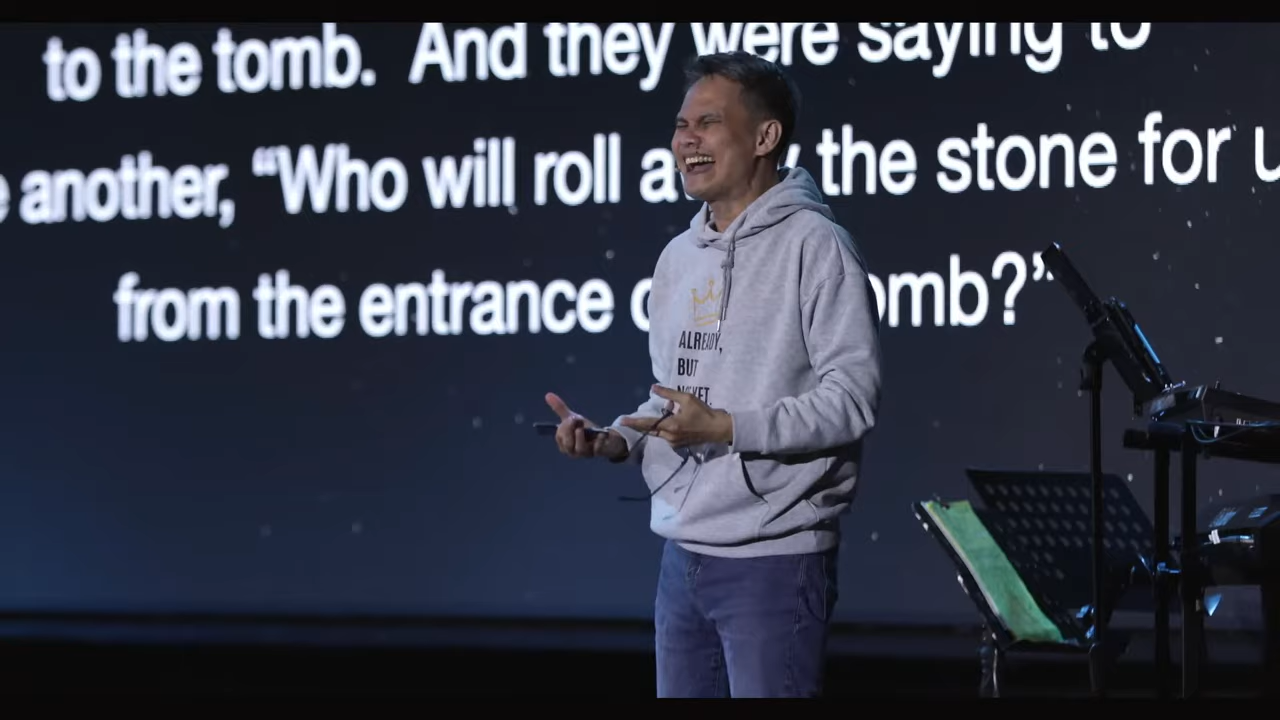 to the tomb. And they were saying to
another, “Who will roll the stone for
from the entrance
omb?”
ALREADY,
BUT